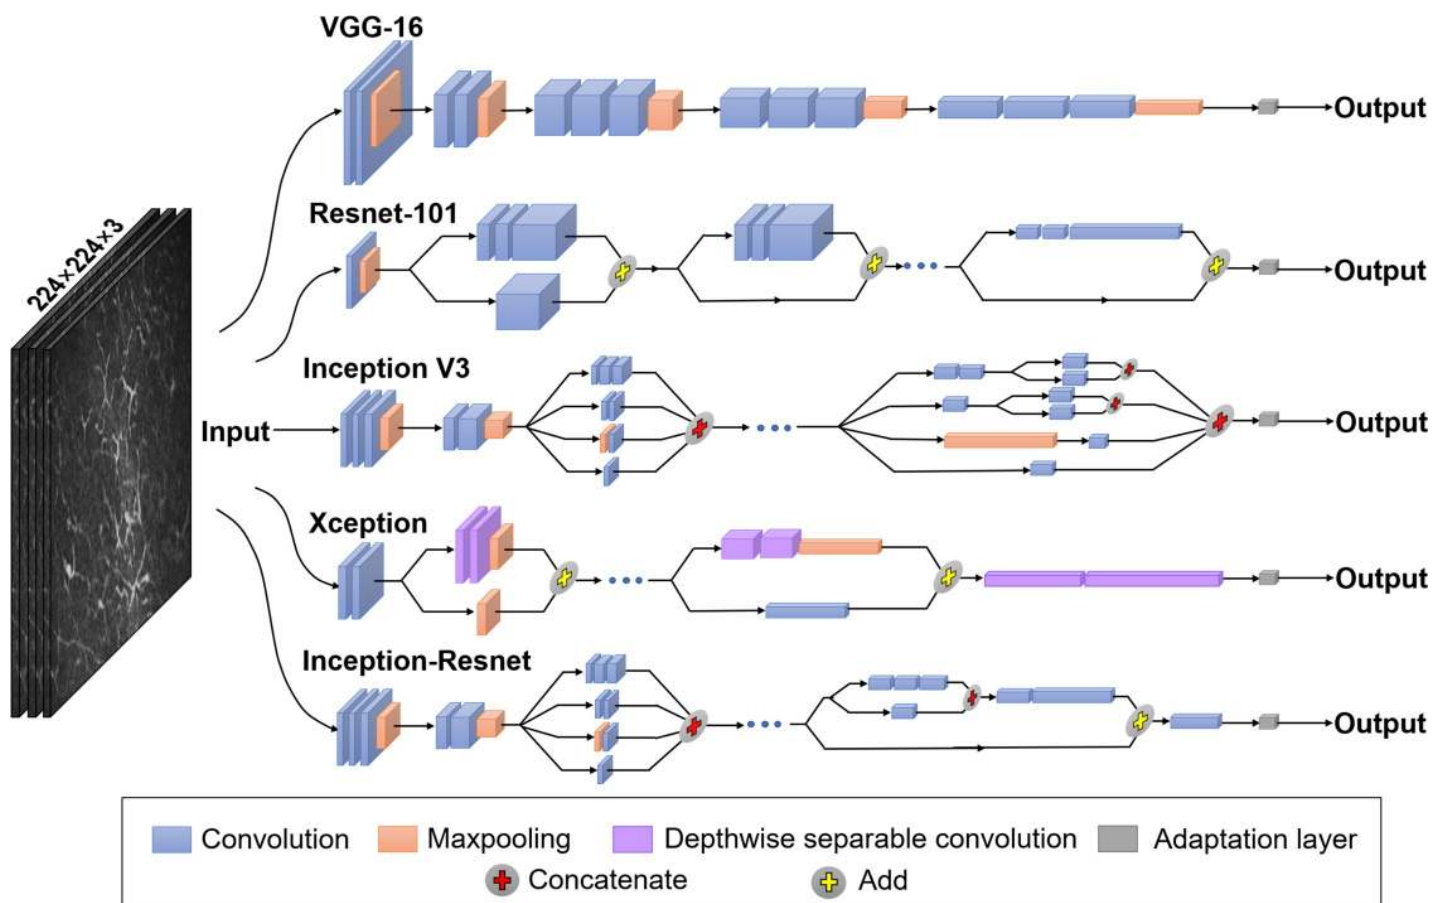 VGG-16
Output
224×224×3
Resnet-101
Output
Inception V3
Input
Output
Xception
Output
Inception-Resnet
Output
Convolution
Maxpooling
Depthwise separable convolution
Adaptation layer
Concatenate
Add